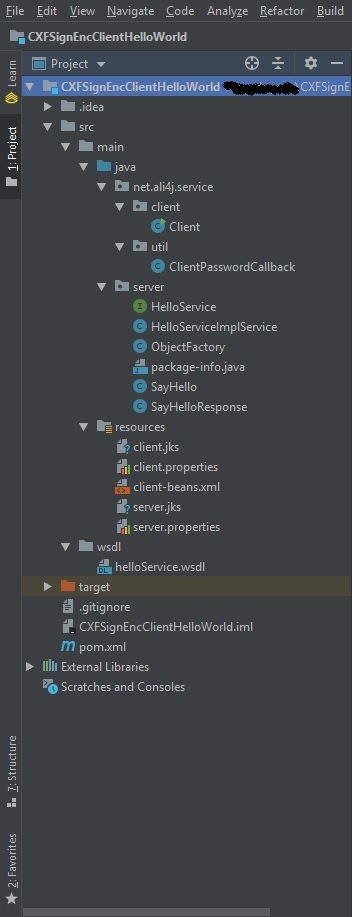 File Edit View Navigate Code Analyze Refactor Build
CXFSignEncClientHelloWorld
Learn
1: Project
Project
CXFSignEncClientHelloWorld \CXFSignE
.idea
src
main
java
net.ali4j.service
client
Client
util
ClientPasswordCallback
server
HelloService
HelloServiceImplService
ObjectFactory
package-info.java
SayHello
SayHelloResponse
resources
client.jks
client.properties
client-beans.xml
server.jks
server.properties
wsdl
helloService.wsdl
target
.gitignore
CXFSignEncClientHelloWorld.iml
pom.xml
External Libraries
Scratches and Consoles
7: Structure
2: Favorites